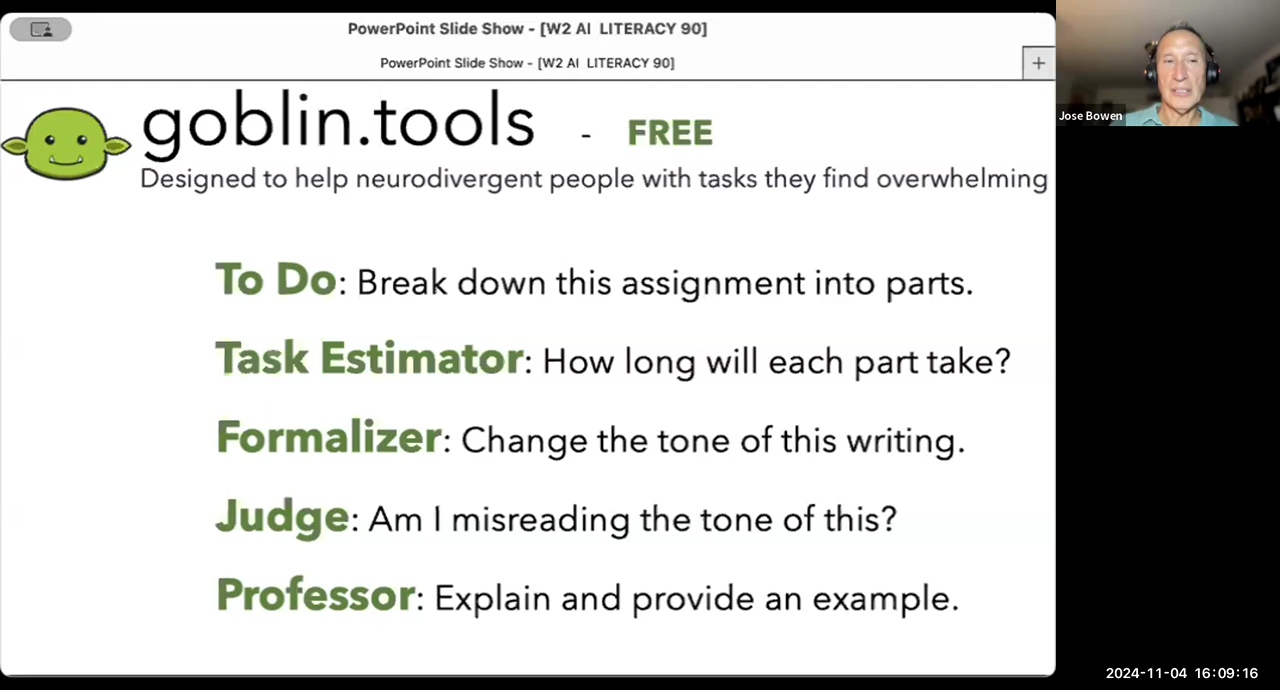 PowerPoint Slide Show - [W2 AI  LITERACY 90]
PowerPoint Slide Show - [W2 AI  LITERACY 90]
+
goblin.tools - FREE
Designed to help neurodivergent people with tasks they find overwhelming
To Do: Break down this assignment into parts.
Task Estimator: How long will each part take?
Formalizer: Change the tone of this writing.
Judge: Am I misreading the tone of this?
Professor: Explain and provide an example.
Jose Bowen
2024-11-04 16:09:16